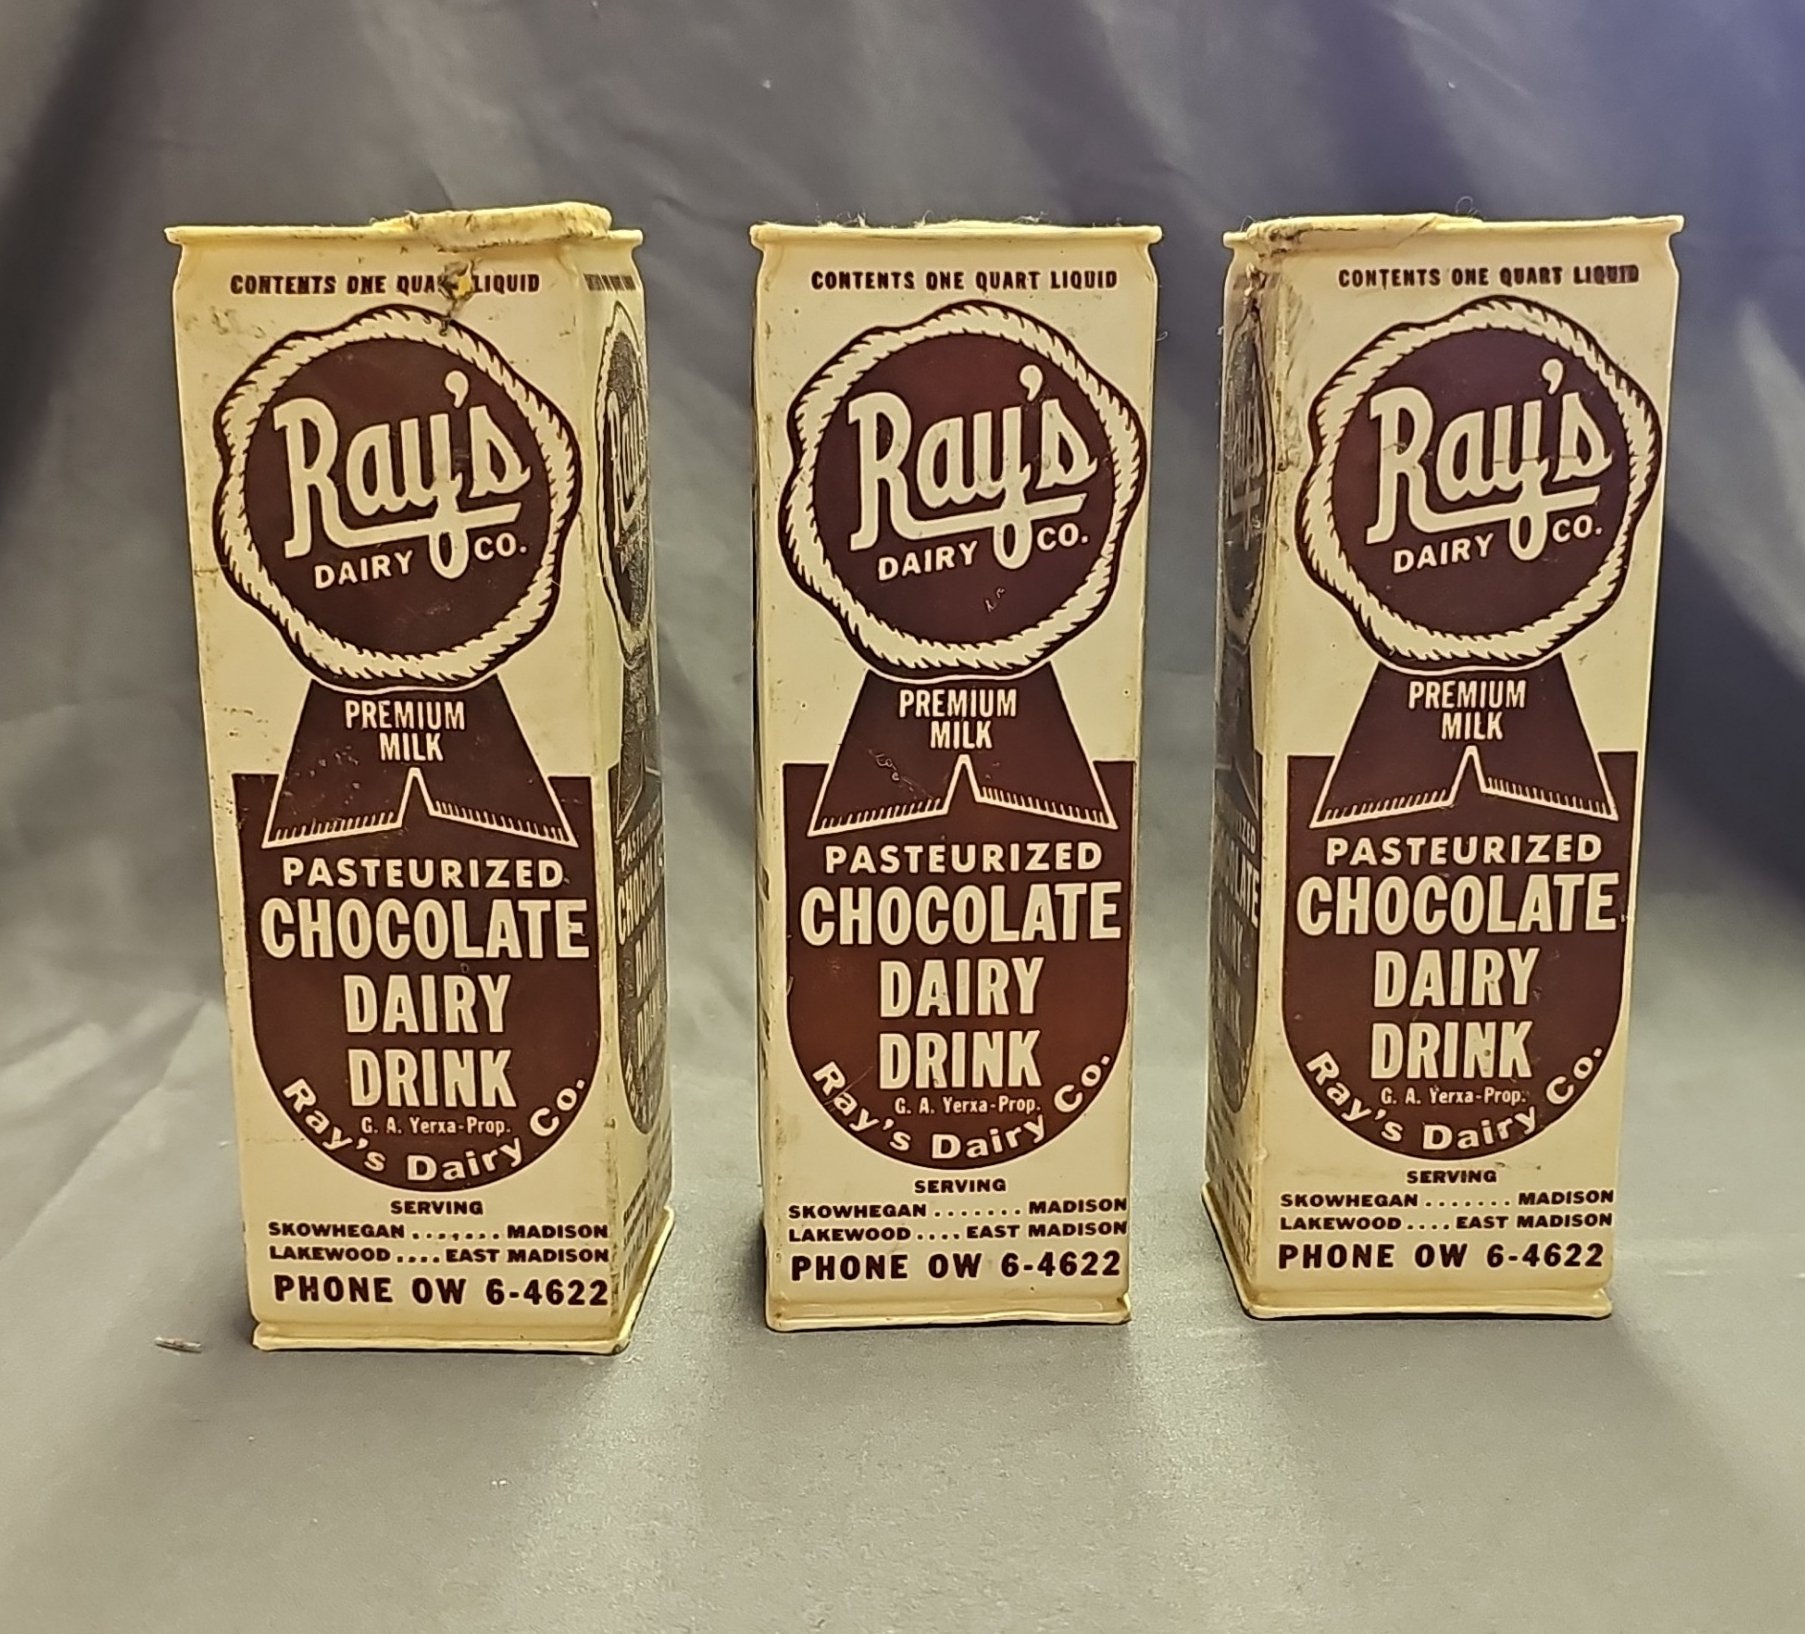 CONTENTS ONE QUA LIQUID
Ray's
DAIRY CO.
PREMIUM
MILK
PASTEURIZED
CHOCOLATE
DAIRY
DRINK
G. A. Yerxa-Prop.
Ray's Dairy Co.
SERVING
SKOWHEGAN ....... MADISON
LAKEWOOD .... EAST MADISON
PHONE OW 6-4622
CONTENTS ONE QUART LIQUID
Ray's
DAIRY CO.
PREMIUM
MILK
PASTEURIZED
CHOCOLATE
DAIRY
DRINK
G. A. Yerxa-Prop.
Ray's Dairy Co.
SERVING
SKOWHEGAN ....... MADISON
LAKEWOOD .... EAST MADISON
PHONE OW 6-4622
CONTENTS ONE QUART LIQUID
Ray's
DAIRY CO.
PREMIUM
MILK
PASTEURIZED
CHOCOLATE
DAIRY
DRINK
G. A. Yerxa-Prop.
Ray's Dairy Co.
SERVING
SKOWHEGAN ....... MADISON
LAKEWOOD .... EAST MADISON
PHONE OW 6-4622